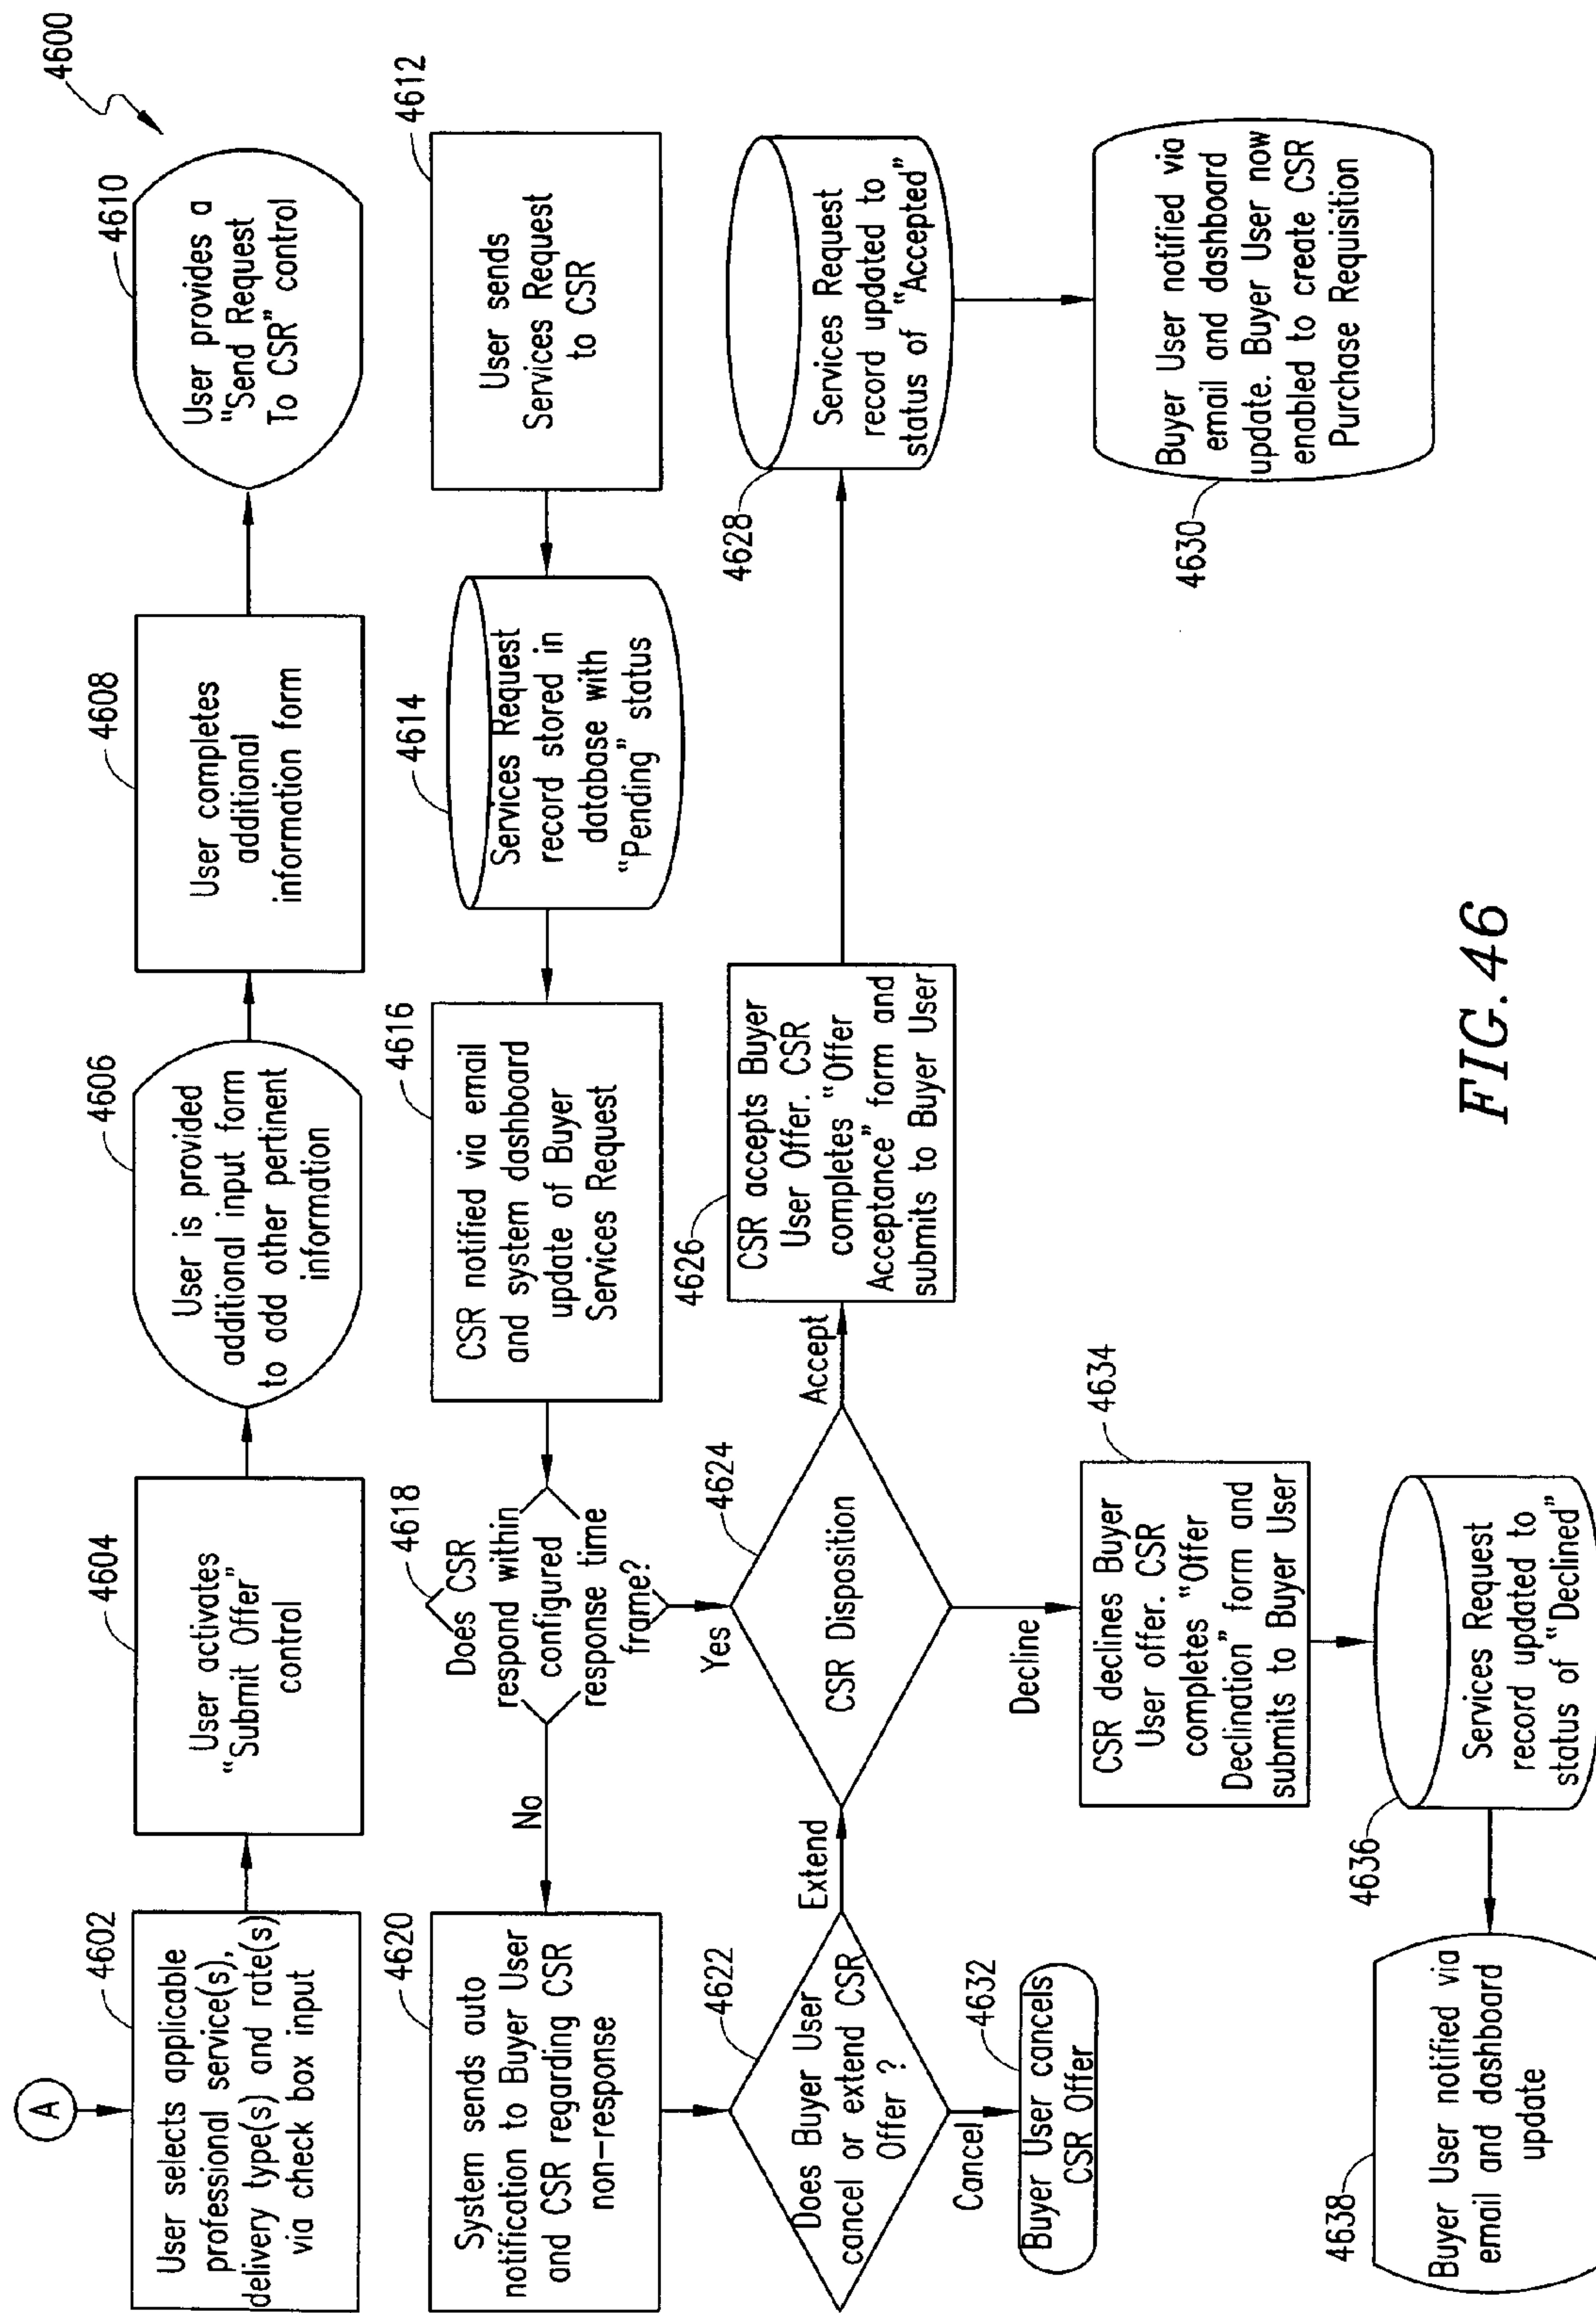 4600
A
4602
User selects applicable
professional service(s),
delivery type(s) and rate(s)
via check box input
4604
User activates
"Submit Offer"
control
4606
User is provided
additional input form
to add other pertinent
information
4608
User completes
additional
information form
4610
User provides a
"Send Request
To CSR" control
4612
User sends
Services Request
to CSR
4614
Services Request
record stored in
database with
"Pending" status
4616
CSR notified via email
and system dashboard
update of Buyer
Services Request
4618
Does CSR
respond within
configured
response time
frame?
No
Yes
4620
System sends auto
notification to Buyer User
and CSR regarding CSR
non-response
4622
Does Buyer User
cancel or extend CSR
Offer ?
Extend
Cancel
4624
CSR Disposition
Accept
Decline
4626
CSR accepts Buyer
User Offer. CSR
completes "Offer
Acceptance" form and
submits to Buyer User
4628
Services Request
record updated to
status of "Accepted"
4630
Buyer User notified via
email and dashboard
update. Buyer User now
enabled to create CSR
Purchase Requisition
4632
Buyer User cancels
CSR Offer
4634
CSR declines Buyer
User offer. CSR
completes "Offer
Declination" form and
submits to Buyer User
4636
Services Request
record updated to
status of "Declined"
4638
Buyer User notified via
email and dashboard
update
FIG. 46